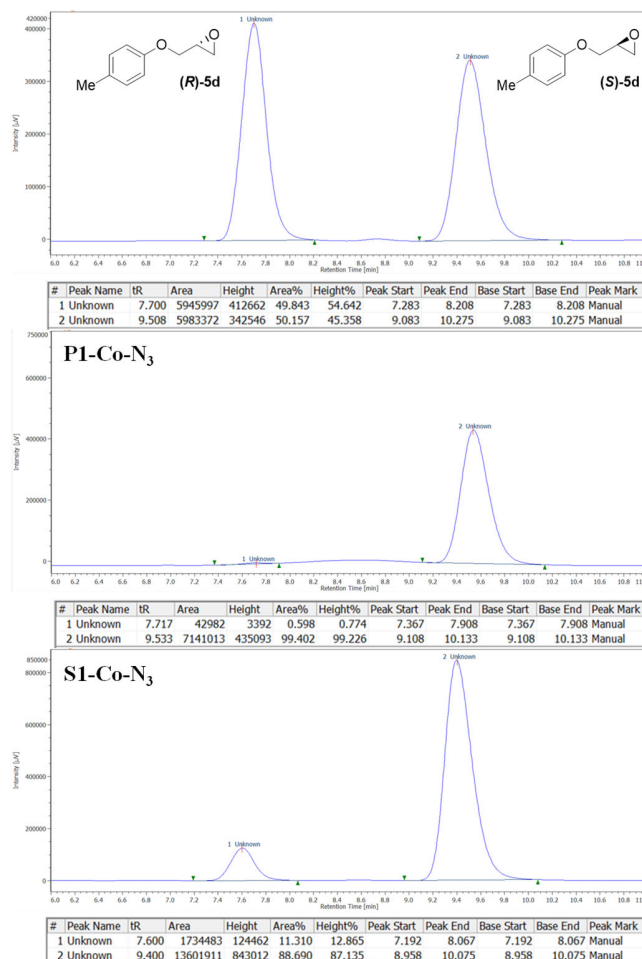 420000
300000
200000
100000
0
Intensity [µV]
1 Unknown
2 Unknown
O
O
Me
(R)-5d
O
O
Me
(S)-5d
6.0 6.2 6.4 6.6 6.8 7.0 7.2 7.4 7.6 7.8 8.0 8.2 8.4 8.6 8.8 9.0 9.2 9.4 9.6 9.8 10.0 10.2 10.4 10.6 10.8 11.0
Retention Time [min]
# Peak Name tR Area Height Area% Height% Peak Start Peak End Base Start Base End Peak Mark
1 Unknown 7.700 5945997 412662 49.843 54.642 7.283 8.208 7.283 8.208 Manual
2 Unknown 9.508 5983372 342546 50.157 45.358 9.083 10.275 9.083 10.275 Manual
750000
600000
400000
200000
0
Intensity [µV]
P1-Co-N₃
1 Unknown
2 Unknown
6.0 6.2 6.4 6.6 6.8 7.0 7.2 7.4 7.6 7.8 8.0 8.2 8.4 8.6 8.8 9.0 9.2 9.4 9.6 9.8 10.0 10.2 10.4 10.6 10.8 11.0
Retention Time [min]
# Peak Name tR Area Height Area% Height% Peak Start Peak End Base Start Base End Peak Mark
1 Unknown 7.717 42982 3392 0.598 0.774 7.367 7.908 7.367 7.908 Manual
2 Unknown 9.533 7141013 435093 99.402 99.226 9.108 10.133 9.108 10.133 Manual
850000
800000
600000
400000
200000
0
Intensity [µV]
S1-Co-N₃
1 Unknown
2 Unknown
6.0 6.2 6.4 6.6 6.8 7.0 7.2 7.4 7.6 7.8 8.0 8.2 8.4 8.6 8.8 9.0 9.2 9.4 9.6 9.8 10.0 10.2 10.4 10.6 10.8 11.0
Retention Time [min]
# Peak Name tR Area Height Area% Height% Peak Start Peak End Base Start Base End Peak Mark
1 Unknown 7.600 1734483 124462 11.310 12.865 7.192 8.067 7.192 8.067 Manual
2 Unknown 9.400 13601911 843012 88.690 87.135 8.958 10.075 8.958 10.075 Manual